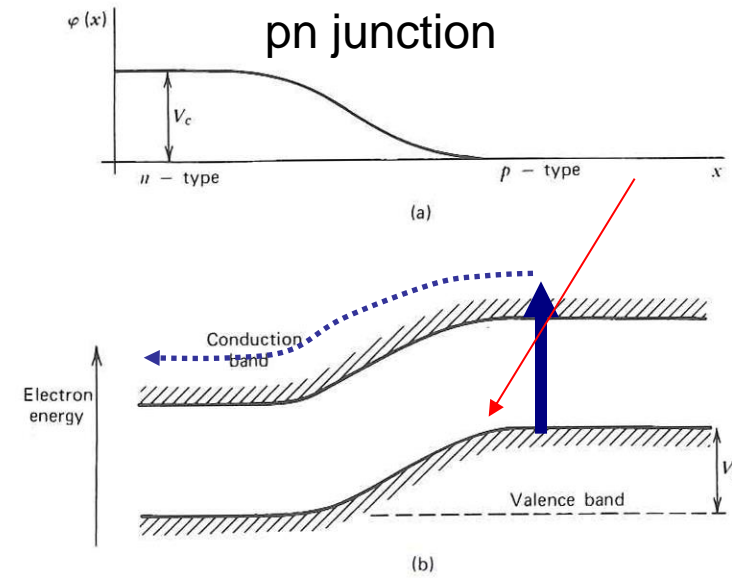 φ (x)
pn junction
V_c
n – type
p – type
x
(a)
Conduction
band
Electron
energy
V
Valence band
(b)